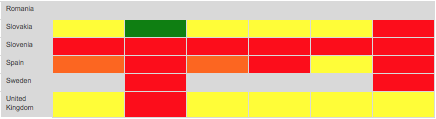 Romania
Slovakia
Slovenia
Spain
Sweden
United
Kingdom